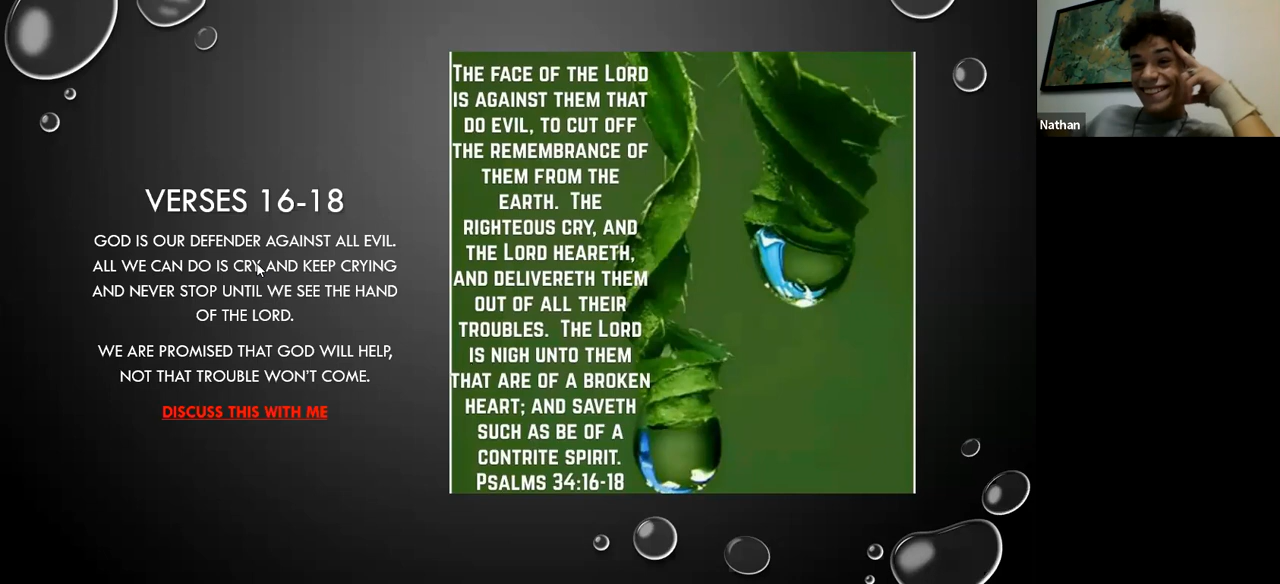 VERSES 16-18
GOD IS OUR DEFENDER AGAINST ALL EVIL.
ALL WE CAN DO IS CRY AND KEEP CRYING
AND NEVER STOP UNTIL WE SEE THE HAND
OF THE LORD.
WE ARE PROMISED THAT GOD WILL HELP,
NOT THAT TROUBLE WON'T COME.
DISCUSS THIS WITH ME
The face of the Lord
is against them that
do evil, to cut off
the remembrance of
them from the
earth. The
righteous cry, and
the Lord heareth,
and delivereth them
out of all their
troubles. The Lord
is nigh unto them
that are of a broken
heart; and saveth
such as be of a
contrite spirit.
Psalms 34:16-18
Nathan